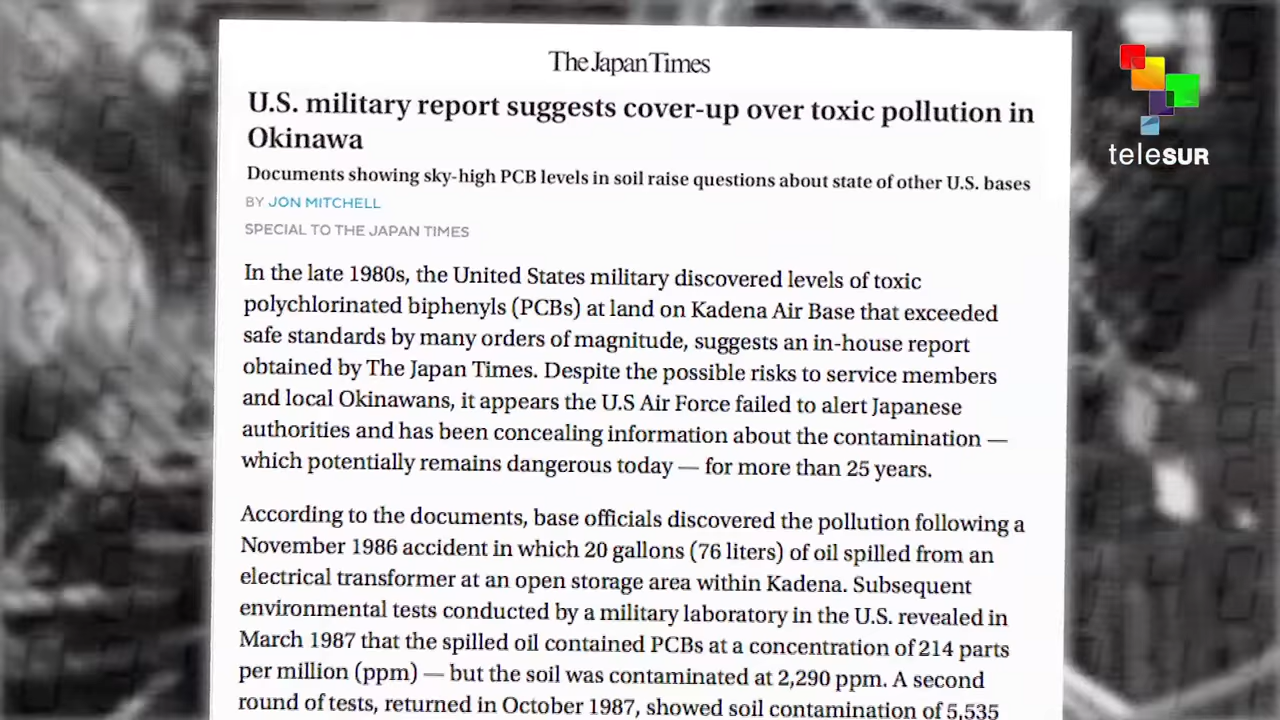 The Japan Times
U.S. military report suggests cover-up over toxic pollution in
Okinawa
Documents showing sky-high PCB levels in soil raise questions about state of other U.S. bases
BY JON MITCHELL
SPECIAL TO THE JAPAN TIMES
In the late 1980s, the United States military discovered levels of toxic
polychlorinated biphenyls (PCBs) at land on Kadena Air Base that exceeded
safe standards by many orders of magnitude, suggests an in-house report
obtained by The Japan Times. Despite the possible risks to service members
and local Okinawans, it appears the U.S Air Force failed to alert Japanese
authorities and has been concealing information about the contamination —
which potentially remains dangerous today — for more than 25 years.
According to the documents, base officials discovered the pollution following a
November 1986 accident in which 20 gallons (76 liters) of oil spilled from an
electrical transformer at an open storage area within Kadena. Subsequent
environmental tests conducted by a military laboratory in the U.S. revealed in
March 1987 that the spilled oil contained PCBs at a concentration of 214 parts
per million (ppm) — but the soil was contaminated at 2,290 ppm. A second
round of tests, returned in October 1987, showed soil contamination of 5,535
teleSUR